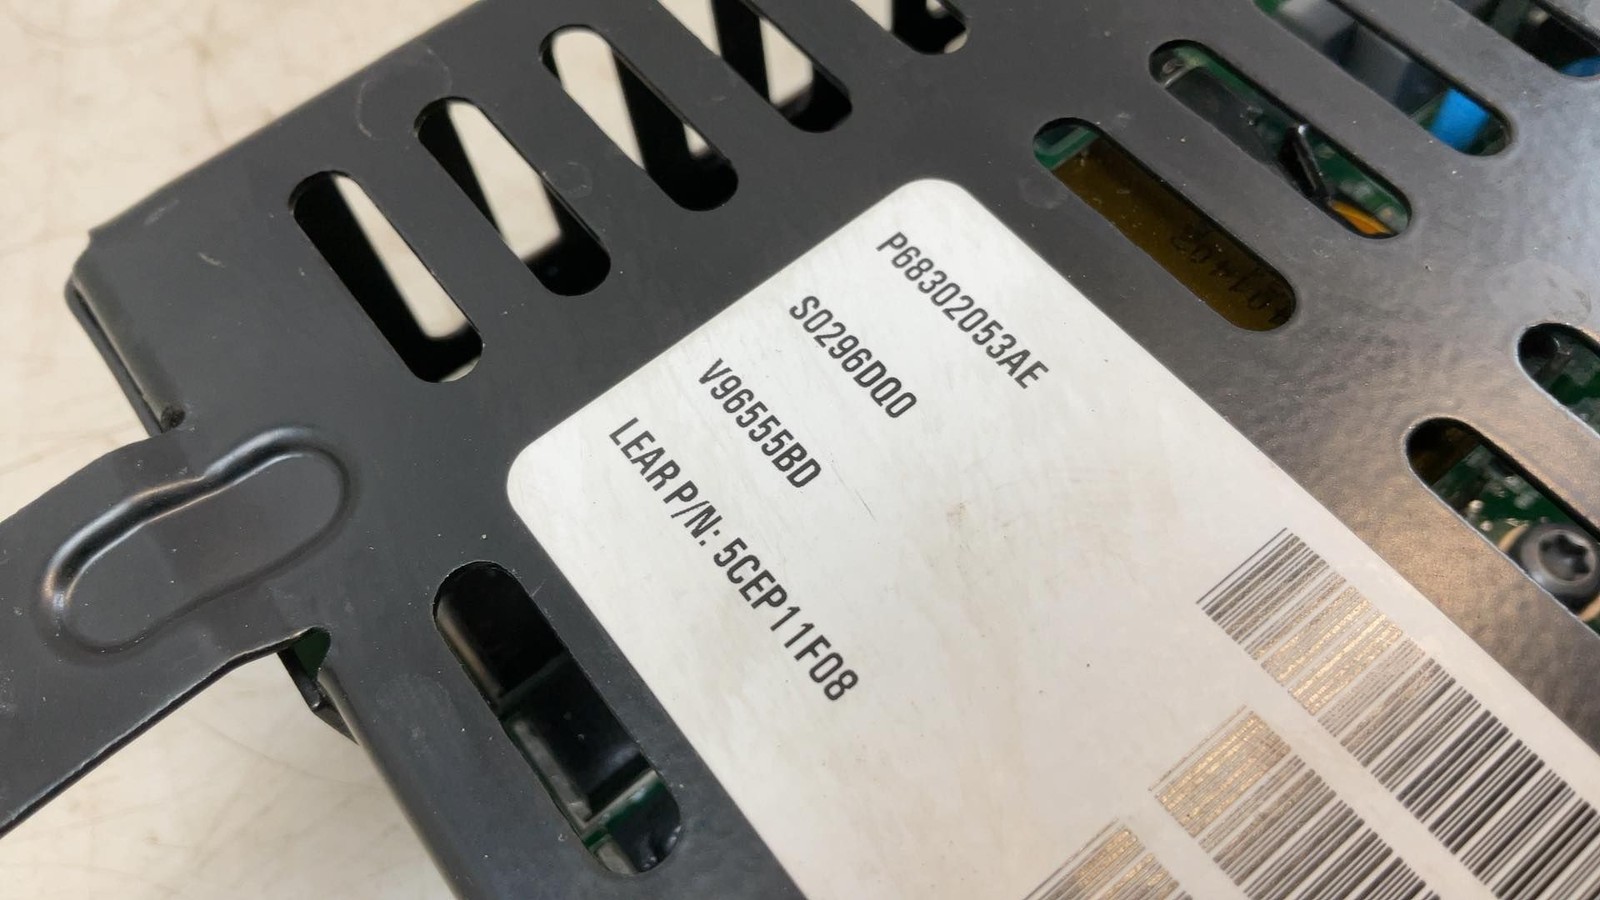 P68302053AE
S0296DQ0
V96555BD
LEAR P/N: 5CEP11F08